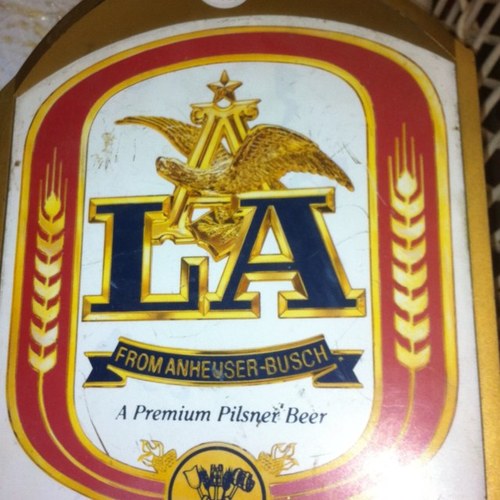 A
LA
FROM ANHEUSER-BUSCH
A Premium Pilsner Beer